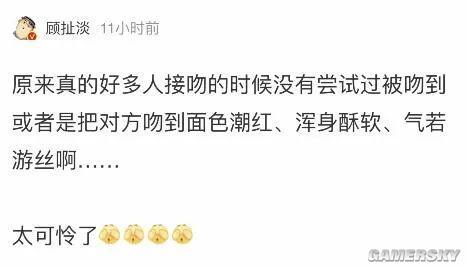 顾扯淡 11小时前
原来真的好多人接吻的时候没有尝试过被吻到
或者是把对方吻到面色潮红、浑身酥软、气若
游丝啊……
太可怜了
GAMERSKY